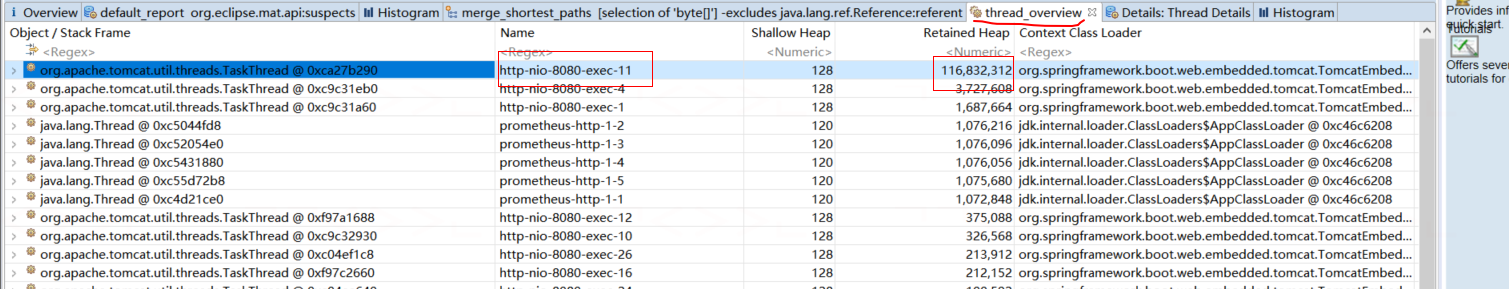 i Overview default_report org.eclipse.mat.api:suspects Histogram merge_shortest_paths [selection of 'byte[]'] -excludes java.lang.ref.Reference:referent thread_overview Details: Thread Details Histogram
Provides inf
quick start.
Tutorials
Offers seve
tutorials for
Object / Stack Frame Name Shallow Heap Retained Heap Context Class Loader
<Regex> <Regex> <Numeric> <Numeric> <Regex>
org.apache.tomcat.util.threads.TaskThread @ 0xca27b290 http-nio-8080-exec-11 128 116,832,312 org.springframework.boot.web.embedded.tomcat.TomcatEmbed...
org.apache.tomcat.util.threads.TaskThread @ 0xc9c31eb0 http-nio-8080-exec-4 128 3,727,608 org.springframework.boot.web.embedded.tomcat.TomcatEmbed...
org.apache.tomcat.util.threads.TaskThread @ 0xc9c31a60 http-nio-8080-exec-1 128 1,687,664 org.springframework.boot.web.embedded.tomcat.TomcatEmbed...
java.lang.Thread @ 0xc5044fd8 prometheus-http-1-2 120 1,076,216 jdk.internal.loader.ClassLoaders$AppClassLoader @ 0xc46c6208
java.lang.Thread @ 0xc52054e0 prometheus-http-1-3 120 1,076,096 jdk.internal.loader.ClassLoaders$AppClassLoader @ 0xc46c6208
java.lang.Thread @ 0xc5431880 prometheus-http-1-4 120 1,076,056 jdk.internal.loader.ClassLoaders$AppClassLoader @ 0xc46c6208
java.lang.Thread @ 0xc55d72b8 prometheus-http-1-5 120 1,075,680 jdk.internal.loader.ClassLoaders$AppClassLoader @ 0xc46c6208
java.lang.Thread @ 0xc4d21ce0 prometheus-http-1-1 120 1,072,848 jdk.internal.loader.ClassLoaders$AppClassLoader @ 0xc46c6208
org.apache.tomcat.util.threads.TaskThread @ 0xf97a1688 http-nio-8080-exec-12 128 375,088 org.springframework.boot.web.embedded.tomcat.TomcatEmbed...
org.apache.tomcat.util.threads.TaskThread @ 0xc9c32930 http-nio-8080-exec-10 128 326,568 org.springframework.boot.web.embedded.tomcat.TomcatEmbed...
org.apache.tomcat.util.threads.TaskThread @ 0xc04ef1c8 http-nio-8080-exec-26 128 213,912 org.springframework.boot.web.embedded.tomcat.TomcatEmbed...
org.apache.tomcat.util.threads.TaskThread @ 0xf97c2660 http-nio-8080-exec-16 128 212,152 org.springframework.boot.web.embedded.tomcat.TomcatEmbed...